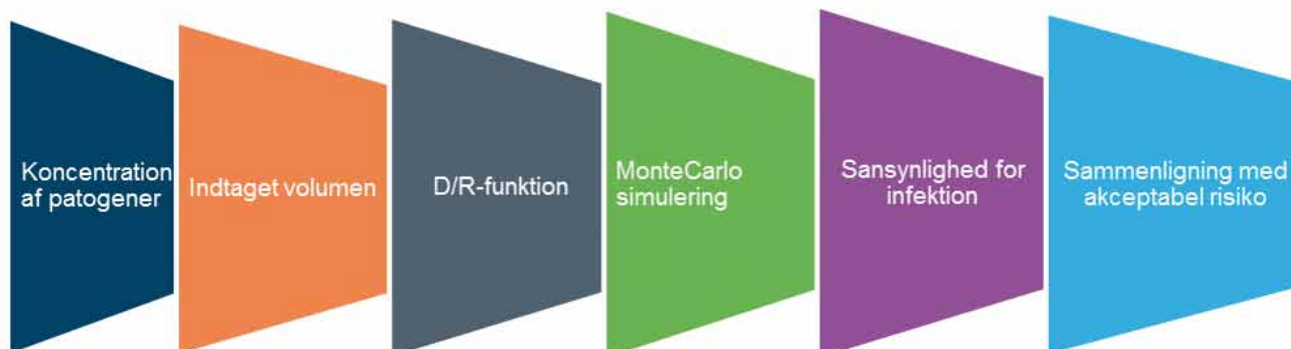 Koncentration
af patogener
Indtaget volumen
D/R-funktion
MonteCarlo
simulering
Sansynlighed for
infektion
Sammenligning med
akceptabel risiko